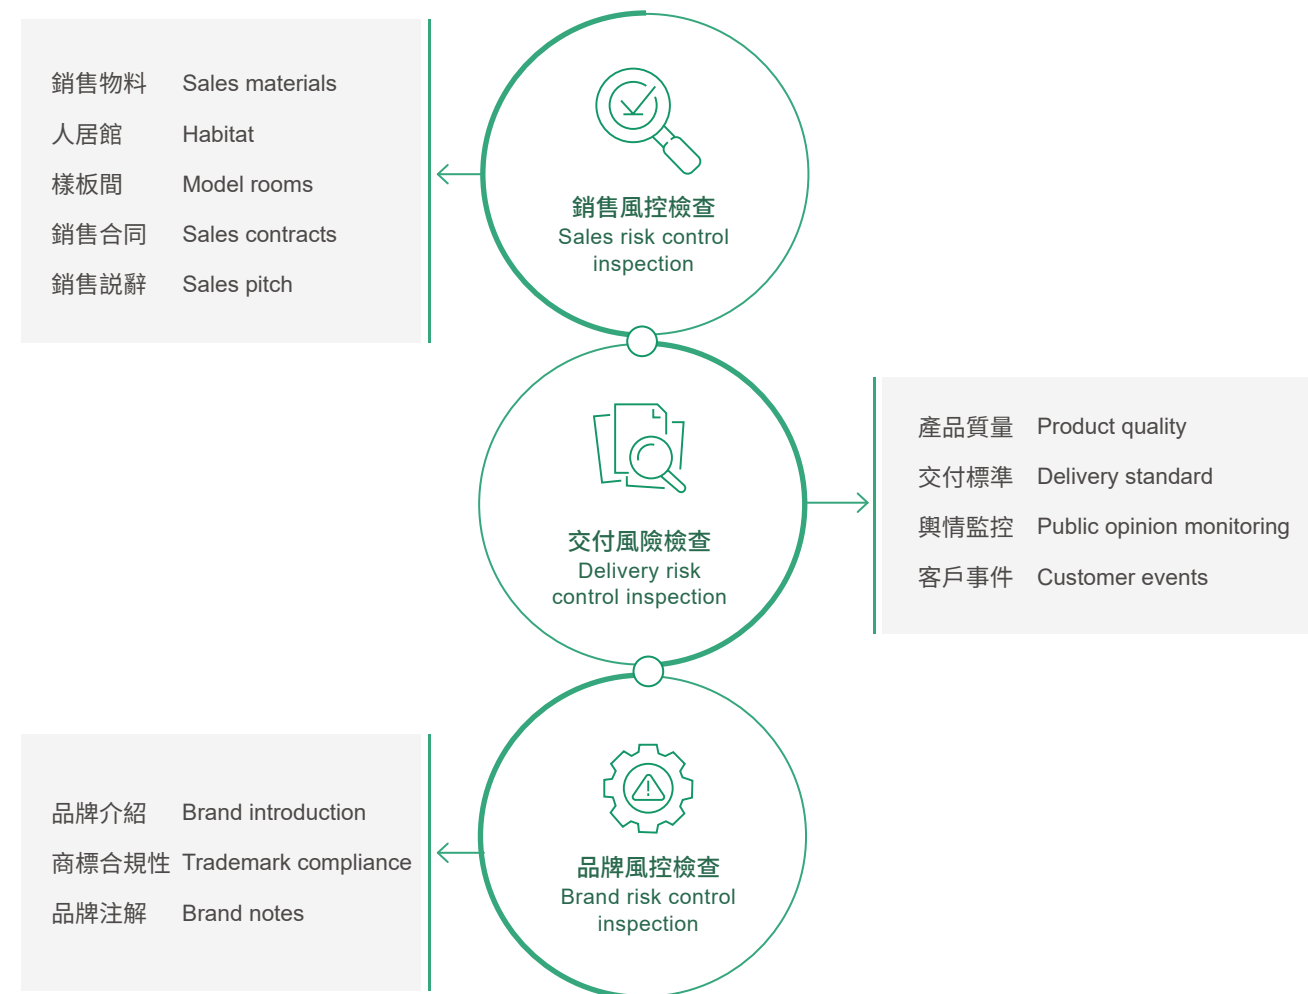 銷售物料 Sales materials
人居館 Habitat
樣板間 Model rooms
銷售合同 Sales contracts
銷售説辭 Sales pitch
銷售風控檢查
Sales risk control
inspection
交付風險檢查
Delivery risk
control inspection
產品質量 Product quality
交付標準 Delivery standard
輿情監控 Public opinion monitoring
客戶事件 Customer events
品牌介紹 Brand introduction
商標合規性 Trademark compliance
品牌注解 Brand notes
品牌風控檢查
Brand risk control
inspection